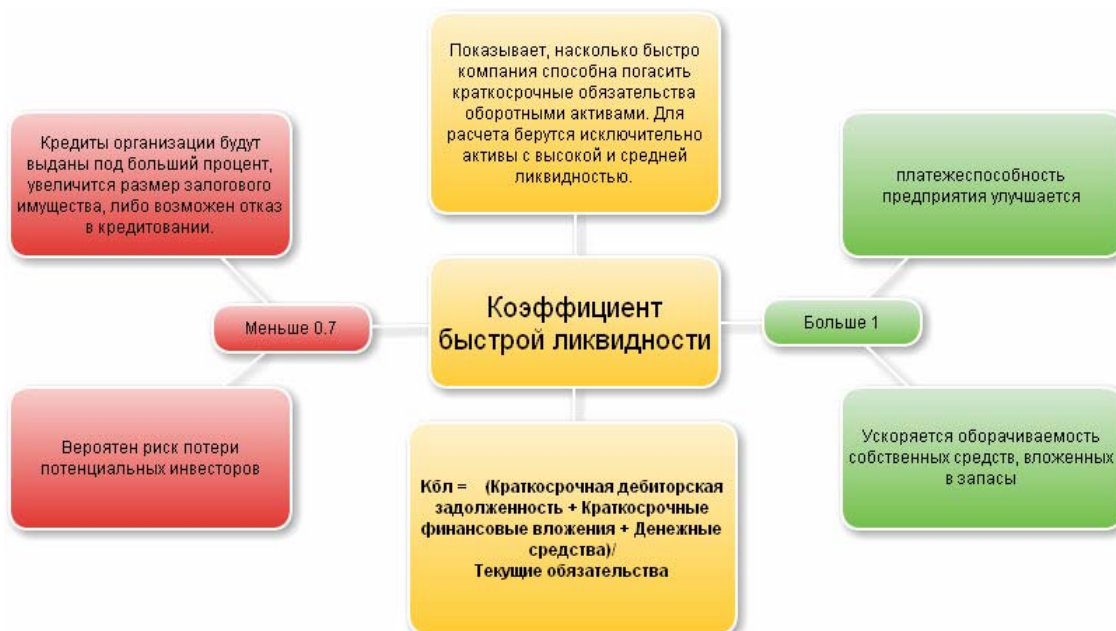 Показывает, насколько быстро
компания способна погасить
краткосрочные обязательства
оборотными активами. Для
расчета берутся исключительно
активы с высокой и средней
ликвидностью.
Кредиты организации будут
выданы под больший процент,
увеличится размер залогового
имущества, либо возможен отказ
в кредитовании.
платежеспособность
предприятия улучшается
Меньше 0.7
Коэффициент
быстрой ликвидности
Больше 1
Вероятен риск потери
потенциальных инвесторов
Ускоряется оборачиваемость
собственных средств, вложенных
в запасы
Кбл = (Краткосрочная дебиторская
задолженность + Краткосрочные
финансовые вложения + Денежные
средства)/
Текущие обязательства